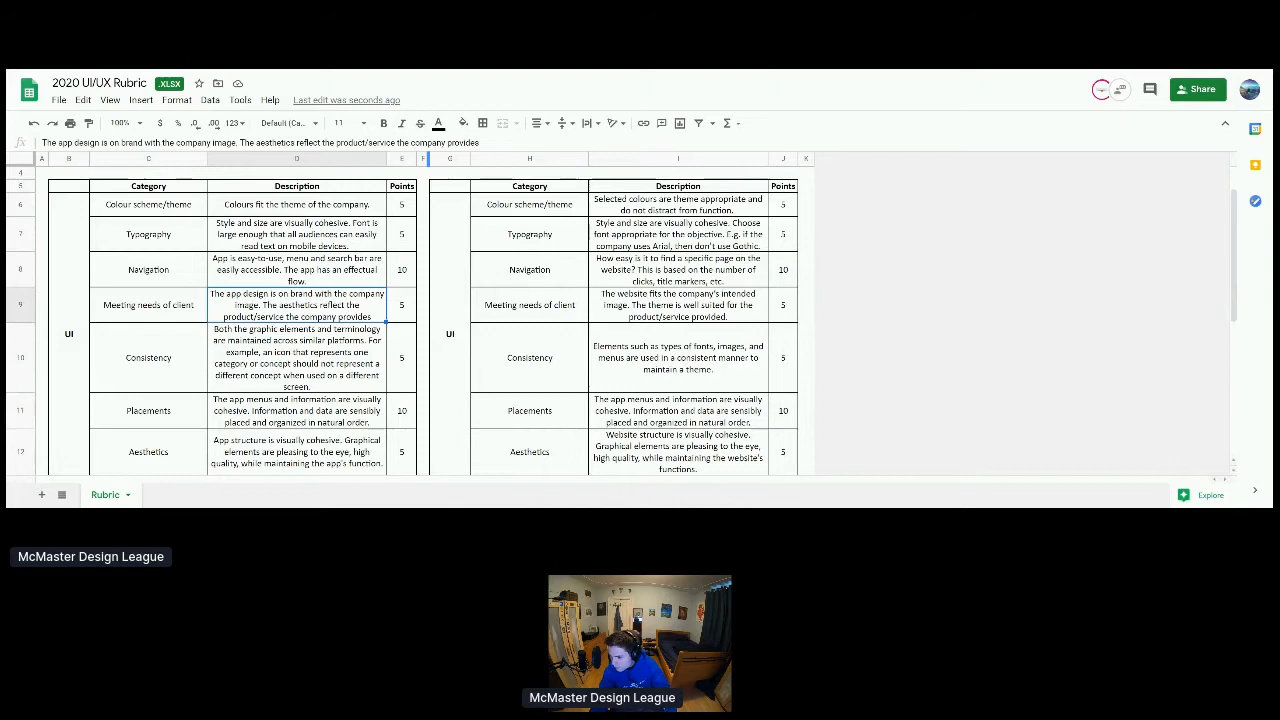 2020 UI/UX Rubric .XLSX
File Edit View Insert Format Data Tools Help Last edit was seconds ago
Share
100% $ % .0 .00 123 Default (Ca... 11 B I S A
fx The app design is on brand with the company image. The aesthetics reflect the product/service the company provides
A B C D E F G H I J K
4
5 Category Description Points Category Description Points
6 Colour scheme/theme Colours fit the theme of the company. 5
Colour scheme/theme Selected colours are theme appropriate and
do not distract from function. 5
7 Typography Style and size are visually cohesive. Font is
large enough that all audiences can easily
read text on mobile devices. 5
Typography Style and size are visually cohesive. Choose
font appropriate for the objective. E.g. if the
company uses Arial, then don't use Gothic. 5
8 Navigation App is easy-to-use, menu and search bar are
easily accessible. The app has an effectual
flow. 10
Navigation How easy is it to find a specific page on the
website? This is based on the number of
clicks, title markers, etc. 10
9 Meeting needs of client The app design is on brand with the company
image. The aesthetics reflect the
product/service the company provides 5
Meeting needs of client The website fits the company's intended
image. The theme is well suited for the
product/service provided. 5
UI
UI
10 Consistency Both the graphic elements and terminology
are maintained across similar platforms. For
example, an icon that represents one
category or concept should not represent a
different concept when used on a different
screen. 5
Consistency Elements such as types of fonts, images, and
menus are used in a consistent manner to
maintain a theme. 5
11 Placements The app menus and information are visually
cohesive. Information and data are sensibly
placed and organized in natural order. 10
Placements The app menus and information are visually
cohesive. Information and data are sensibly
placed and organized in natural order. 10
12 Aesthetics App structure is visually cohesive. Graphical
elements are pleasing to the eye, high
quality, while maintaining the app's function. 5
Aesthetics Website structure is visually cohesive.
Graphical elements are pleasing to the eye,
high quality, while maintaining the website's
functions. 5
Rubric
Explore
McMaster Design League
McMaster Design League